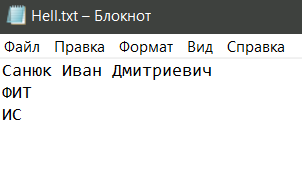 Hell.txt – Блокнот
Файл Правка Формат Вид Справка
Санюк Иван Дмитриевич
ФИТ
ИС